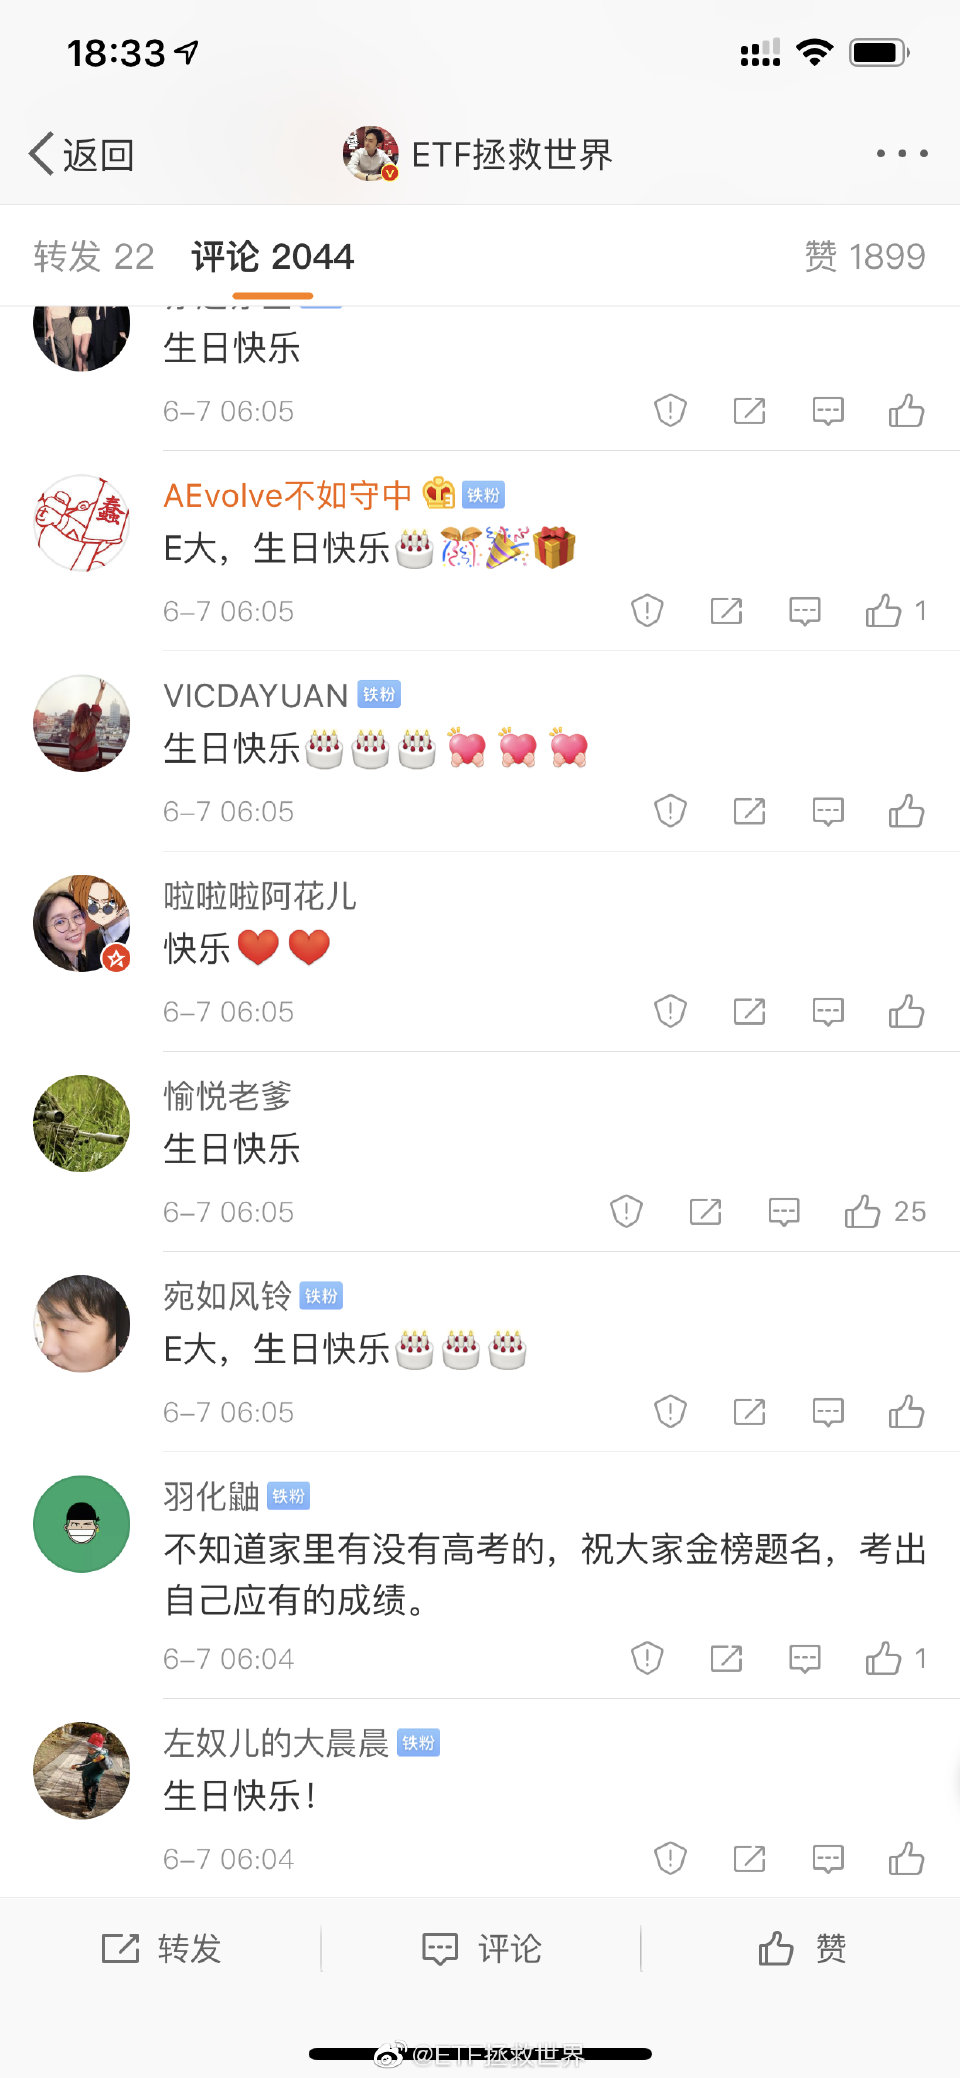 18:33
返回
ETF拯救世界
转发 22
评论 2044
赞 1899
生日快乐
6-7 06:05
AEvolve不如守中 铁粉
E大，生日快乐
6-7 06:05
1
VICDAYUAN 铁粉
生日快乐
6-7 06:05
啦啦啦阿花儿
快乐
6-7 06:05
愉悦老爹
生日快乐
6-7 06:05
25
宛如风铃 铁粉
E大，生日快乐
6-7 06:05
羽化鼬 铁粉
不知道家里有没有高考的，祝大家金榜题名，考出
自己应有的成绩。
6-7 06:04
1
左奴儿的大晨晨 铁粉
生日快乐！
6-7 06:04
转发
评论
赞
@ETF拯救世界